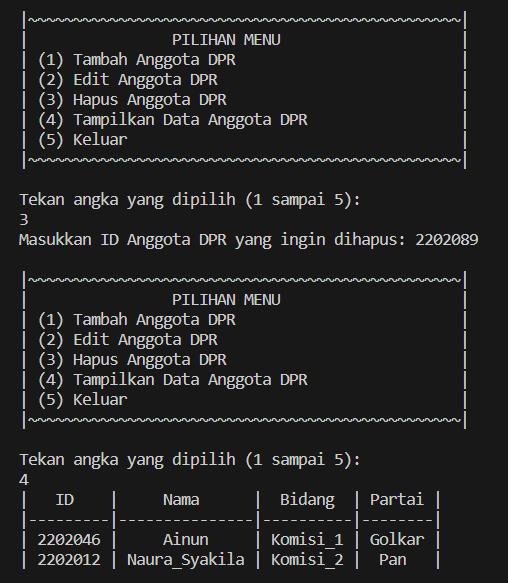 |~~~~~~~~~~~~~~~~~~~~~~~~~~~~~~~~~~~~~~~~~~~~~~~~|
|                PILIHAN MENU                    |
| (1) Tambah Anggota DPR                         |
| (2) Edit Anggota DPR                           |
| (3) Hapus Anggota DPR                          |
| (4) Tampilkan Data Anggota DPR                 |
| (5) Keluar                                     |
|~~~~~~~~~~~~~~~~~~~~~~~~~~~~~~~~~~~~~~~~~~~~~~~~|
Tekan angka yang dipilih (1 sampai 5):
3
Masukkan ID Anggota DPR yang ingin dihapus: 2202089
|~~~~~~~~~~~~~~~~~~~~~~~~~~~~~~~~~~~~~~~~~~~~~~~~|
|                PILIHAN MENU                    |
| (1) Tambah Anggota DPR                         |
| (2) Edit Anggota DPR                           |
| (3) Hapus Anggota DPR                          |
| (4) Tampilkan Data Anggota DPR                 |
| (5) Keluar                                     |
|~~~~~~~~~~~~~~~~~~~~~~~~~~~~~~~~~~~~~~~~~~~~~~~~|
Tekan angka yang dipilih (1 sampai 5):
4
|   ID    |     Nama      |  Bidang  | Partai |
|---------|---------------|----------|--------|
| 2202046 |     Ainun     | Komisi_1 | Golkar |
| 2202012 | Naura_Syakila | Komisi_2 |  Pan   |